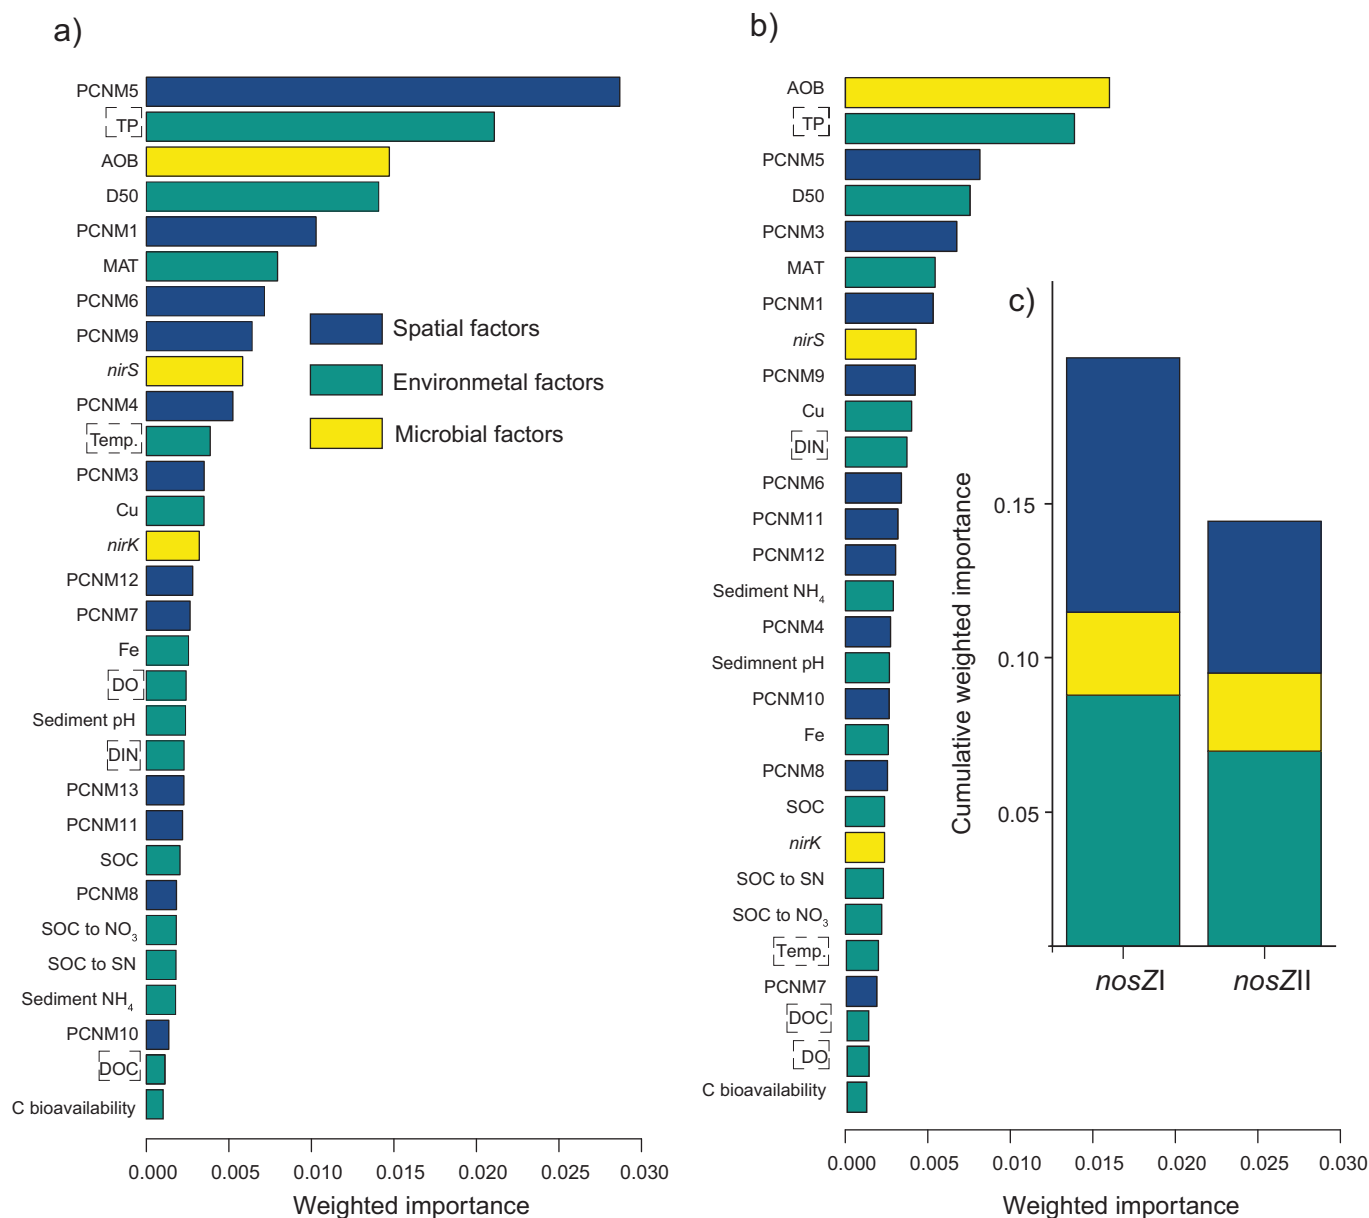 a)
PCNM5
TP
AOB
D50
PCNM1
MAT
PCNM6
PCNM9
nirS
PCNM4
Temp.
PCNM3
Cu
nirK
PCNM12
PCNM7
Fe
DO
Sediment pH
DIN
PCNM13
PCNM11
SOC
PCNM8
SOC to NO₃
SOC to SN
Sediment NH₄
PCNM10
DOC
C bioavailability
0.000 0.005 0.010 0.015 0.020 0.025 0.030
Weighted importance
Spatial factors
Environmetal factors
Microbial factors
b)
AOB
TP
PCNM5
D50
PCNM3
MAT
PCNM1
nirS
PCNM9
Cu
DIN
PCNM6
PCNM11
PCNM12
Sediment NH₄
PCNM4
Sedimnent pH
PCNM10
Fe
PCNM8
SOC
nirK
SOC to SN
SOC to NO₃
Temp.
PCNM7
DOC
DO
C bioavailability
0.000 0.005 0.010 0.015 0.020 0.025 0.030
Weighted importance
c)
Cumulative weighted importance
0.15
0.10
0.05
nosZI nosZII